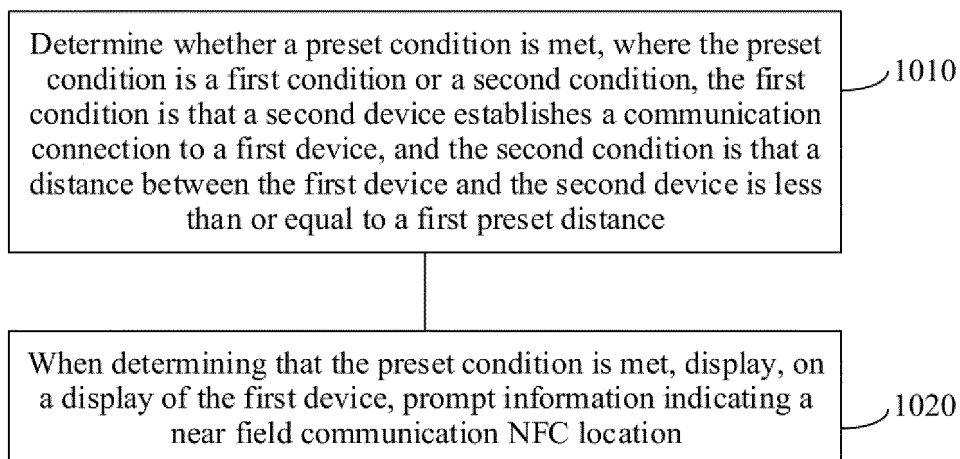 Determine whether a preset condition is met, where the preset
condition is a first condition or a second condition, the first
condition is that a second device establishes a communication
connection to a first device, and the second condition is that a
distance between the first device and the second device is less
than or equal to a first preset distance
1010
When determining that the preset condition is met, display, on
a display of the first device, prompt information indicating a
near field communication NFC location
1020